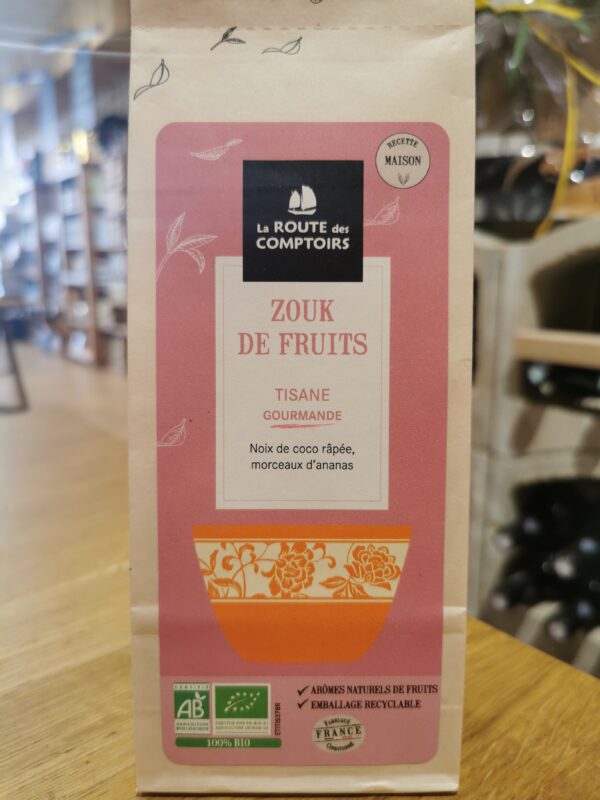 RECETTE
MAISON
La ROUTE des
COMPTOIRS
ZOUK
DE FRUITS
TISANE
GOURMANDE
Noix de coco râpée,
morceaux d'ananas
CERTIFIÉ
AB
AGRICULTURE
BIOLOGIQUE
100% BIO
✓ ARÔMES NATURELS DE FRUITS
✓ EMBALLAGE RECYCLABLE
FABRIQUÉ
FRANCE